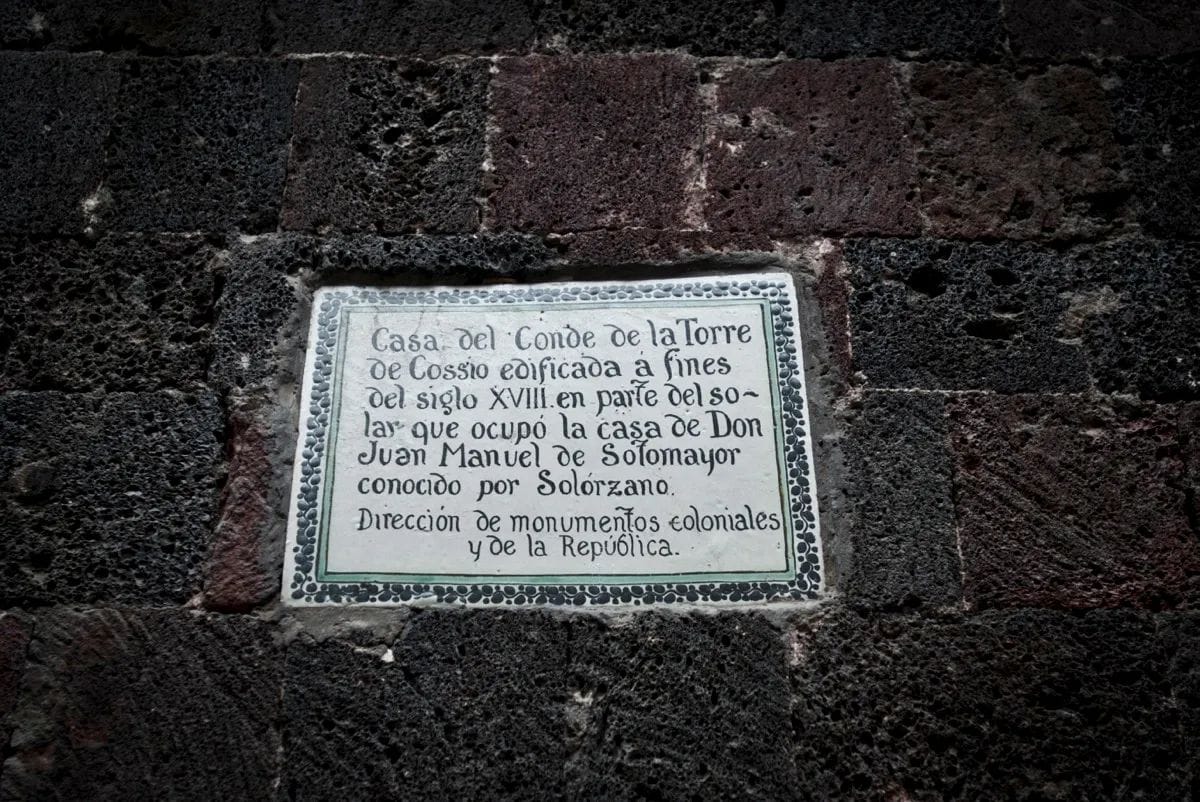 Casa del Conde de la Torre
de Cossio edificada á fines
del siglo XVIII. en parte del so-
lar que ocupó la casa de Don
Juan Manuel de Sotomayor
conocido por Solórzano.
Dirección de monumentos coloniales
y de la República.